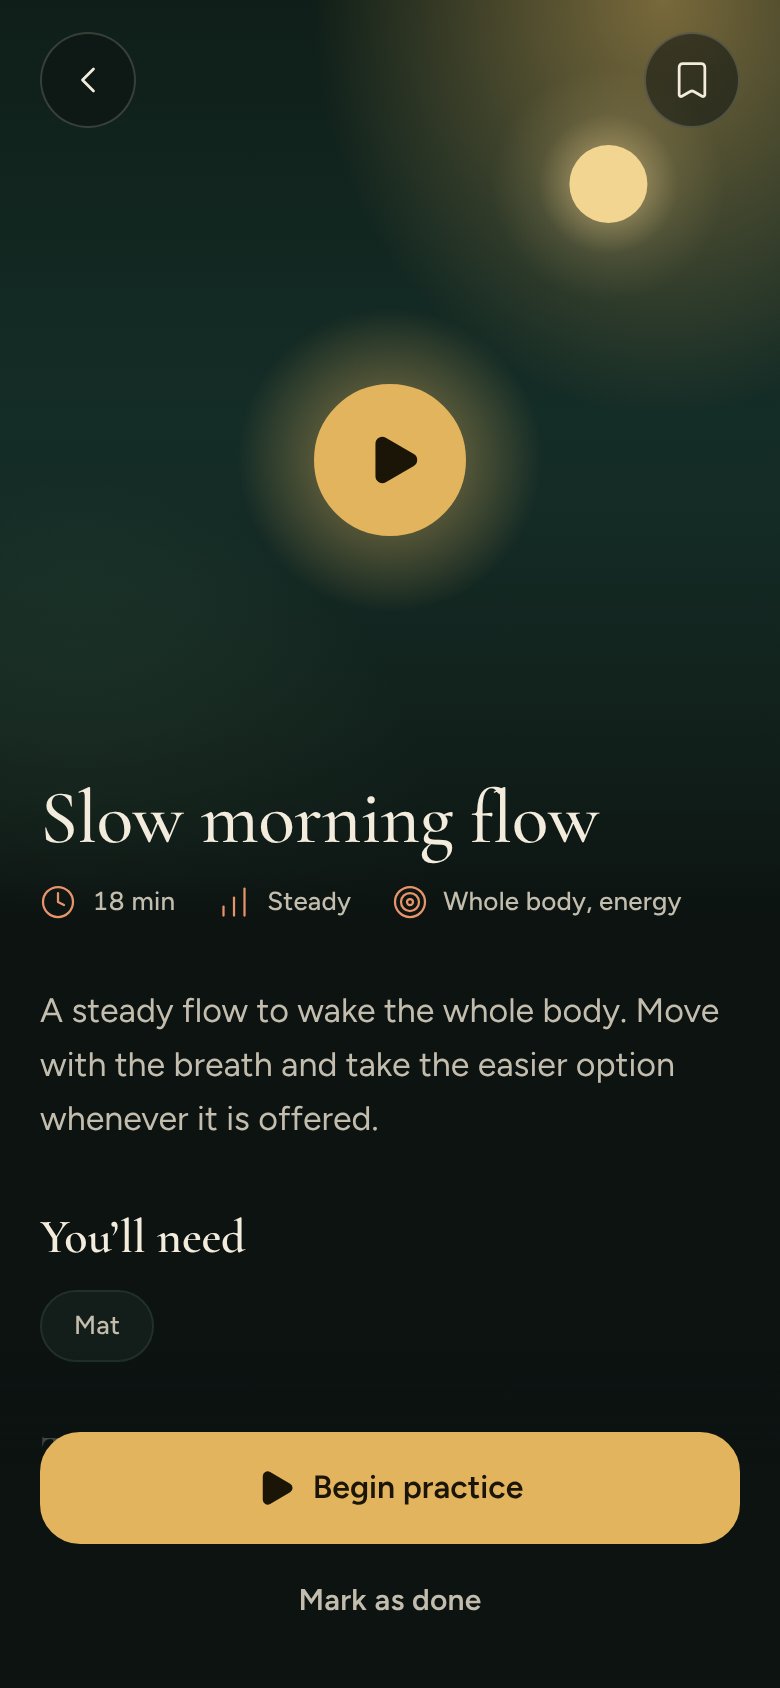 Slow morning flow
18 min Steady Whole body, energy
A steady flow to wake the whole body. Move
with the breath and take the easier option
whenever it is offered.
You’ll need
Mat
Begin practice
Mark as done